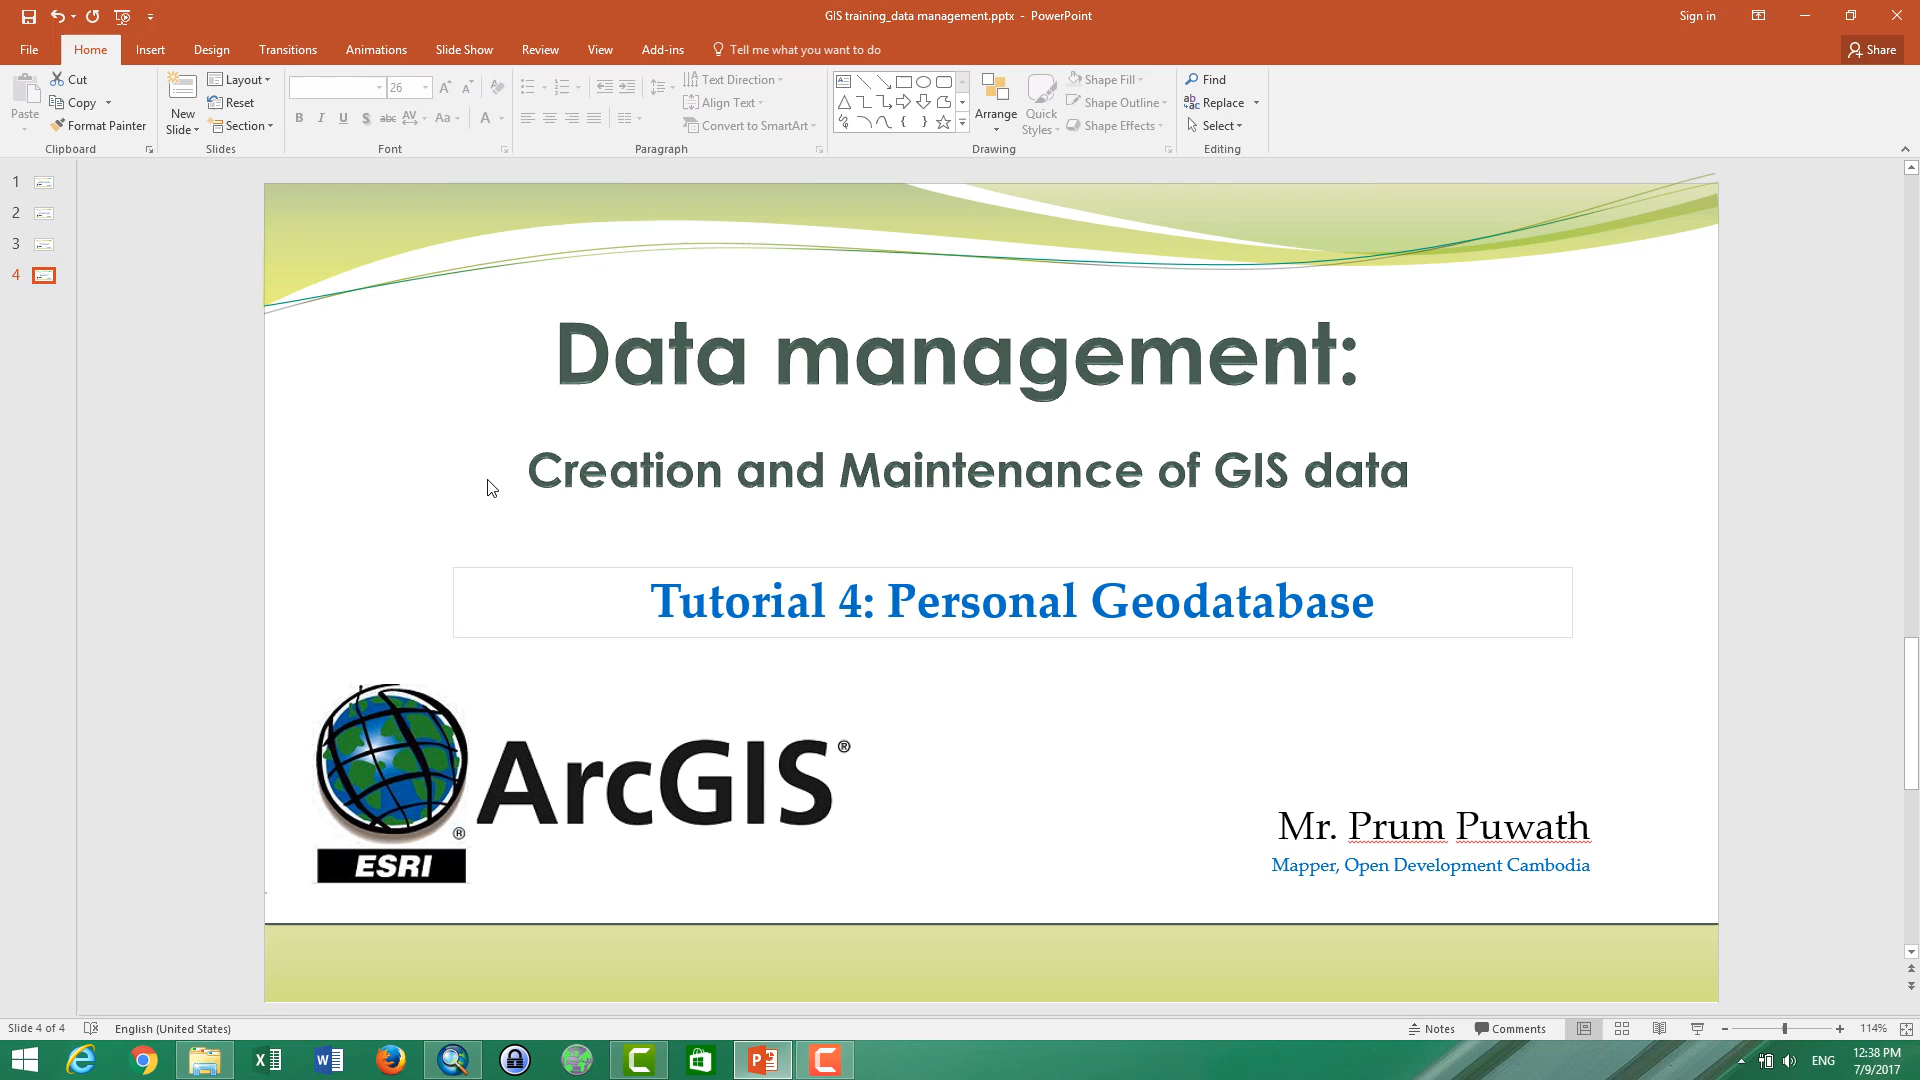 GIS training_data management.pptx - PowerPoint
Sign in
File Home Insert Design Transitions Animations Slide Show Review View Add-ins Tell me what you want to do Share
Paste
Cut
Copy
Format Painter
Clipboard
New Slide
Layout
Reset
Section
Slides
26
B I U S abc AV Aa A
Font
Text Direction
Align Text
Convert to SmartArt
Paragraph
Arrange
Quick Styles
Shape Fill
Shape Outline
Shape Effects
Drawing
Find
Replace
Select
Editing
1
2
3
4
Data management:
Creation and Maintenance of GIS data
Tutorial 4: Personal Geodatabase
ArcGIS®
®
ESRI
Mr. Prum Puwath
Mapper, Open Development Cambodia
Slide 4 of 4 English (United States) Notes Comments 114%
ENG
12:38 PM
7/9/2017